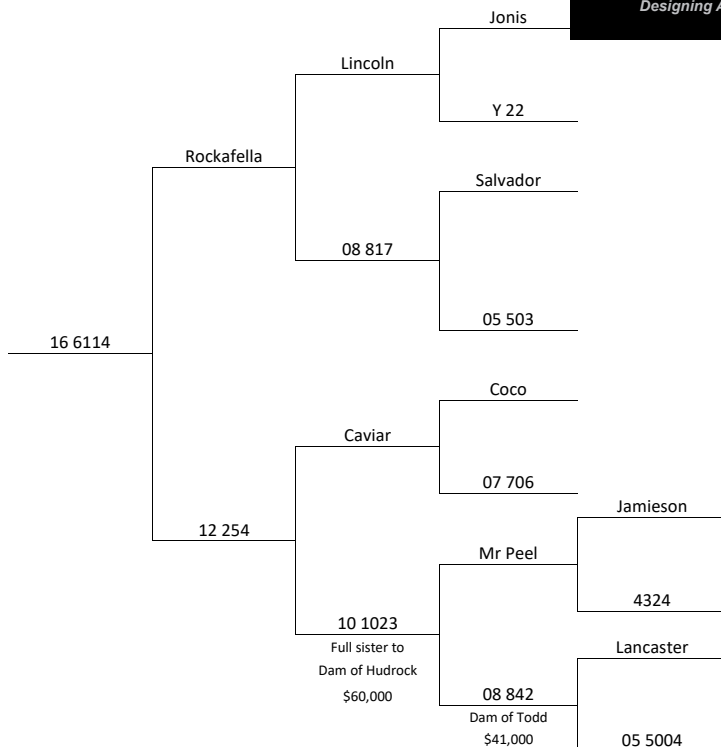 Designing
Jonis
Lincoln
Y 22
Rockafella
Salvador
08 817
05 503
16 6114
Coco
Caviar
07 706
Jamieson
12 254
Mr Peel
4324
10 1023
Full sister to
Dam of Hudrock
$60,000
Lancaster
08 842
Dam of Todd
$41,000
05 5004